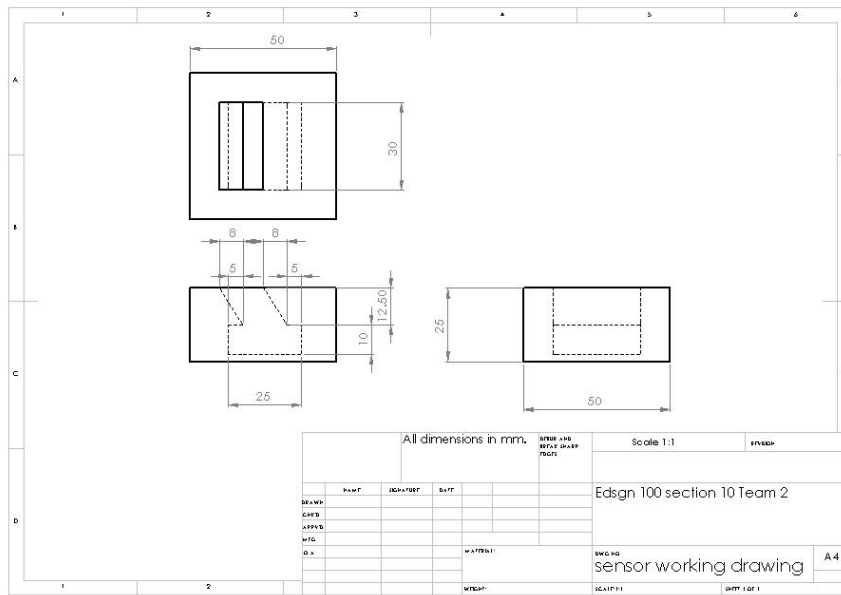 1 2 3 4 5 6
A
50
30
B
8 8
5 5
12.50
10
25
25
50
C
D
All dimensions in mm.
DEBUR AND
BREAK SHARP
EDGES
Scale 1:1
REVISION
NAME SIGNATURE DATE
DRAWN
CHK'D
APPV'D
MFG
Q.A
Edsgn 100 section 10 Team 2
MATERIAL:
DWG NO.
sensor working drawing
A4
WEIGHT:
SCALE:1:1
SHEET 1 OF 1
1 2